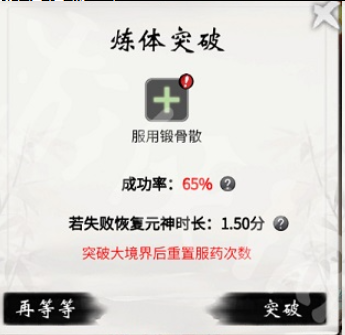 炼体突破
服用锻骨散
成功率：65%
若失败恢复元神时长：1.50分
突破大境界后重置服药次数
再等等
突破